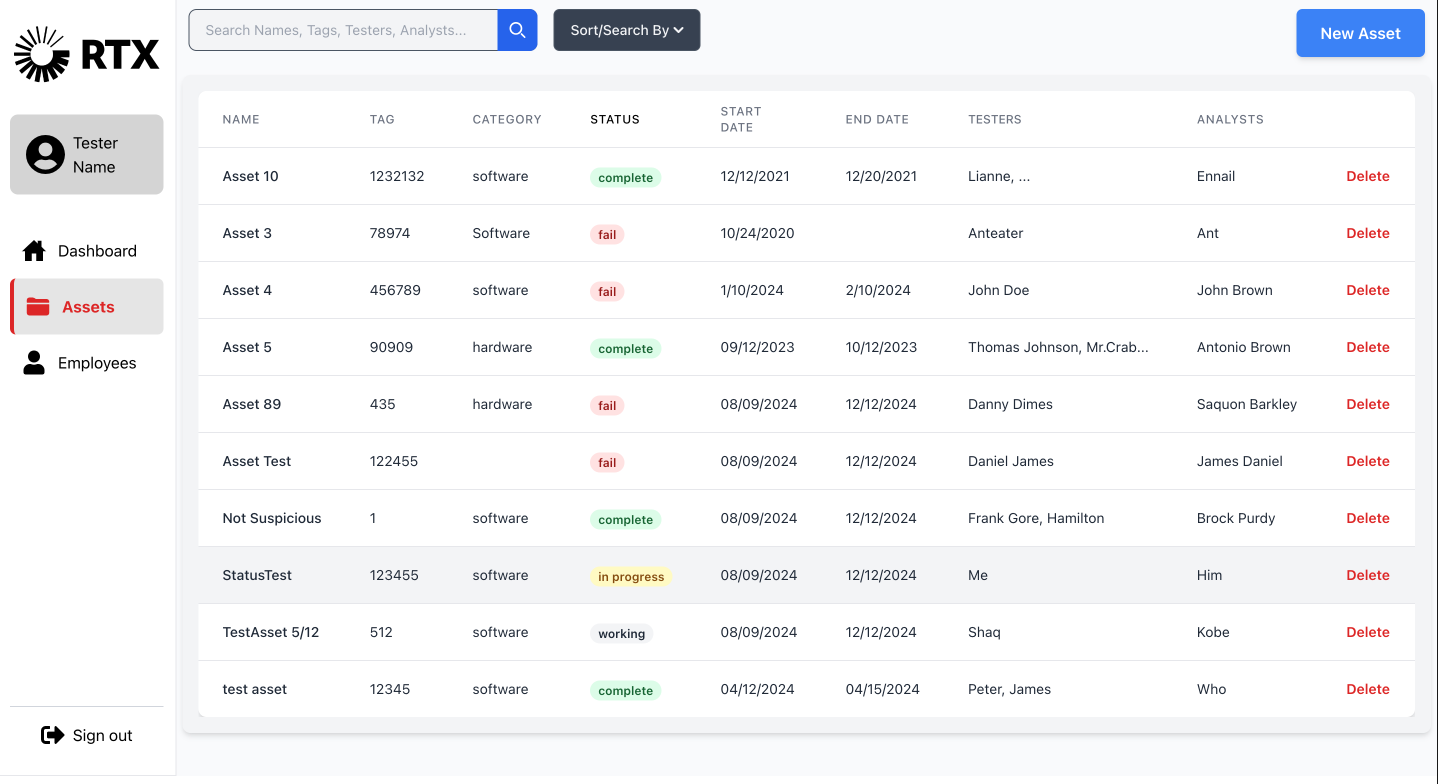 RTX
Tester
Name
Dashboard
Assets
Employees
Sign out
Search Names, Tags, Testers, Analysts...
Sort/Search By
New Asset
NAME TAG CATEGORY STATUS START DATE END DATE TESTERS ANALYSTS
Asset 10 1232132 software complete 12/12/2021 12/20/2021 Lianne, ... Ennail Delete
Asset 3 78974 Software fail 10/24/2020 Anteater Ant Delete
Asset 4 456789 software fail 1/10/2024 2/10/2024 John Doe John Brown Delete
Asset 5 90909 hardware complete 09/12/2023 10/12/2023 Thomas Johnson, Mr.Crab... Antonio Brown Delete
Asset 89 435 hardware fail 08/09/2024 12/12/2024 Danny Dimes Saquon Barkley Delete
Asset Test 122455 fail 08/09/2024 12/12/2024 Daniel James James Daniel Delete
Not Suspicious 1 software complete 08/09/2024 12/12/2024 Frank Gore, Hamilton Brock Purdy Delete
StatusTest 123455 software in progress 08/09/2024 12/12/2024 Me Him Delete
TestAsset 5/12 512 software working 08/09/2024 12/12/2024 Shaq Kobe Delete
test asset 12345 software complete 04/12/2024 04/15/2024 Peter, James Who Delete